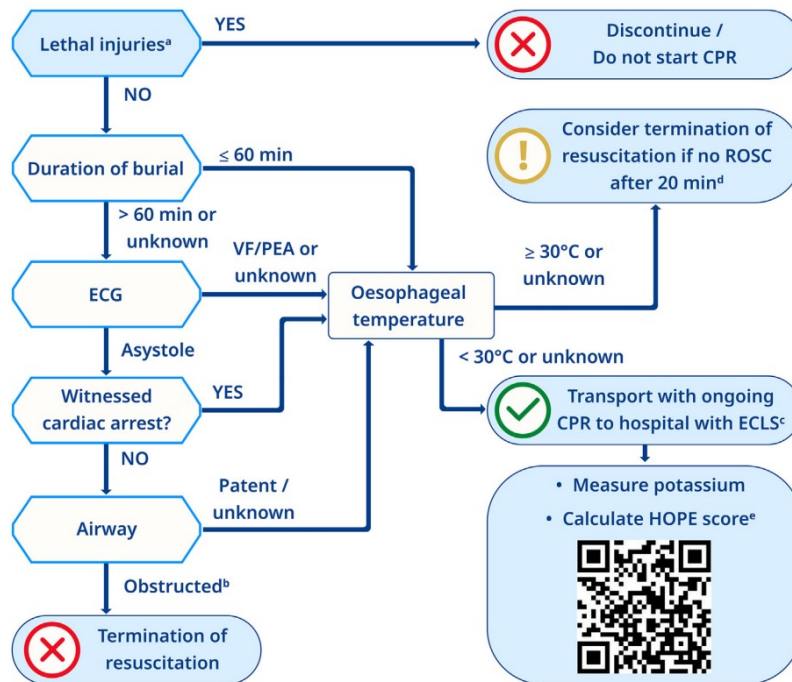 Lethal injuriesᵃ
YES
Discontinue /
Do not start CPR
NO
Duration of burial
≤ 60 min
Consider termination of
resuscitation if no ROSC
after 20 minᵈ
> 60 min or
unknown
ECG
VF/PEA or
unknown
Oesophageal
temperature
≥ 30°C or
unknown
Asystole
< 30°C or unknown
Witnessed
cardiac arrest?
YES
Transport with ongoing
CPR to hospital with ECLSᶜ
NO
Airway
Patent /
unknown
• Measure potassium
• Calculate HOPE scoreᵉ
Obstructedᵇ
Termination of
resuscitation